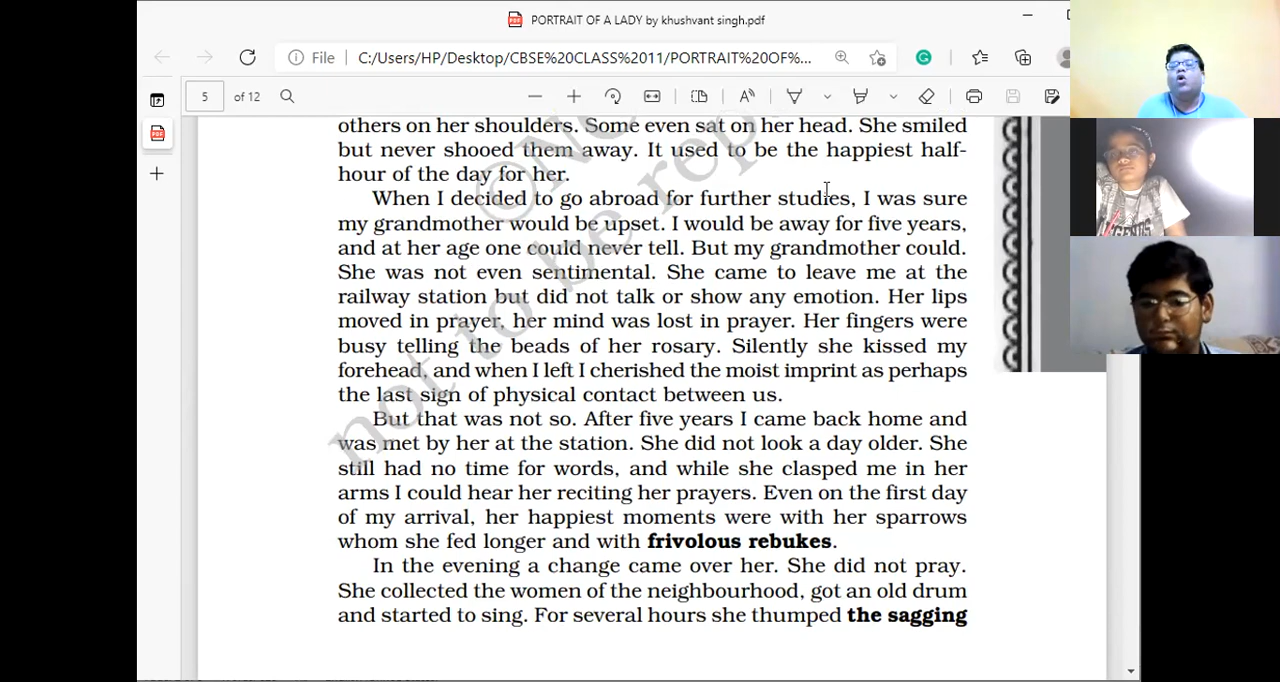 PORTRAIT OF A LADY by khushvant singh.pdf
File C:/Users/HP/Desktop/CBSE%20CLASS%2011/PORTRAIT%20OF%...
5 of 12
others on her shoulders. Some even sat on her head. She smiled
but never shooed them away. It used to be the happiest half-
hour of the day for her.
When I decided to go abroad for further studies, I was sure
my grandmother would be upset. I would be away for five years,
and at her age one could never tell. But my grandmother could.
She was not even sentimental. She came to leave me at the
railway station but did not talk or show any emotion. Her lips
moved in prayer, her mind was lost in prayer. Her fingers were
busy telling the beads of her rosary. Silently she kissed my
forehead, and when I left I cherished the moist imprint as perhaps
the last sign of physical contact between us.
But that was not so. After five years I came back home and
was met by her at the station. She did not look a day older. She
still had no time for words, and while she clasped me in her
arms I could hear her reciting her prayers. Even on the first day
of my arrival, her happiest moments were with her sparrows
whom she fed longer and with frivolous rebukes.
In the evening a change came over her. She did not pray.
She collected the women of the neighbourhood, got an old drum
and started to sing. For several hours she thumped the sagging
not to be rep